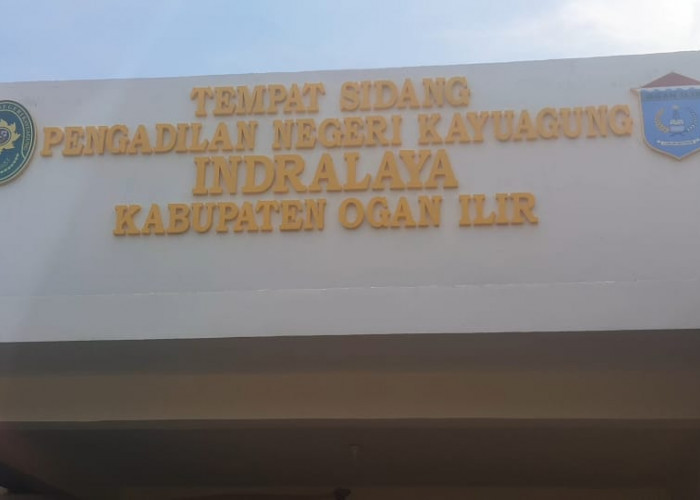 TEMPAT SIDANG
PENGADILAN NEGERI KAYUAGUNG
INDRALAYA
KABUPATEN OGAN ILIR